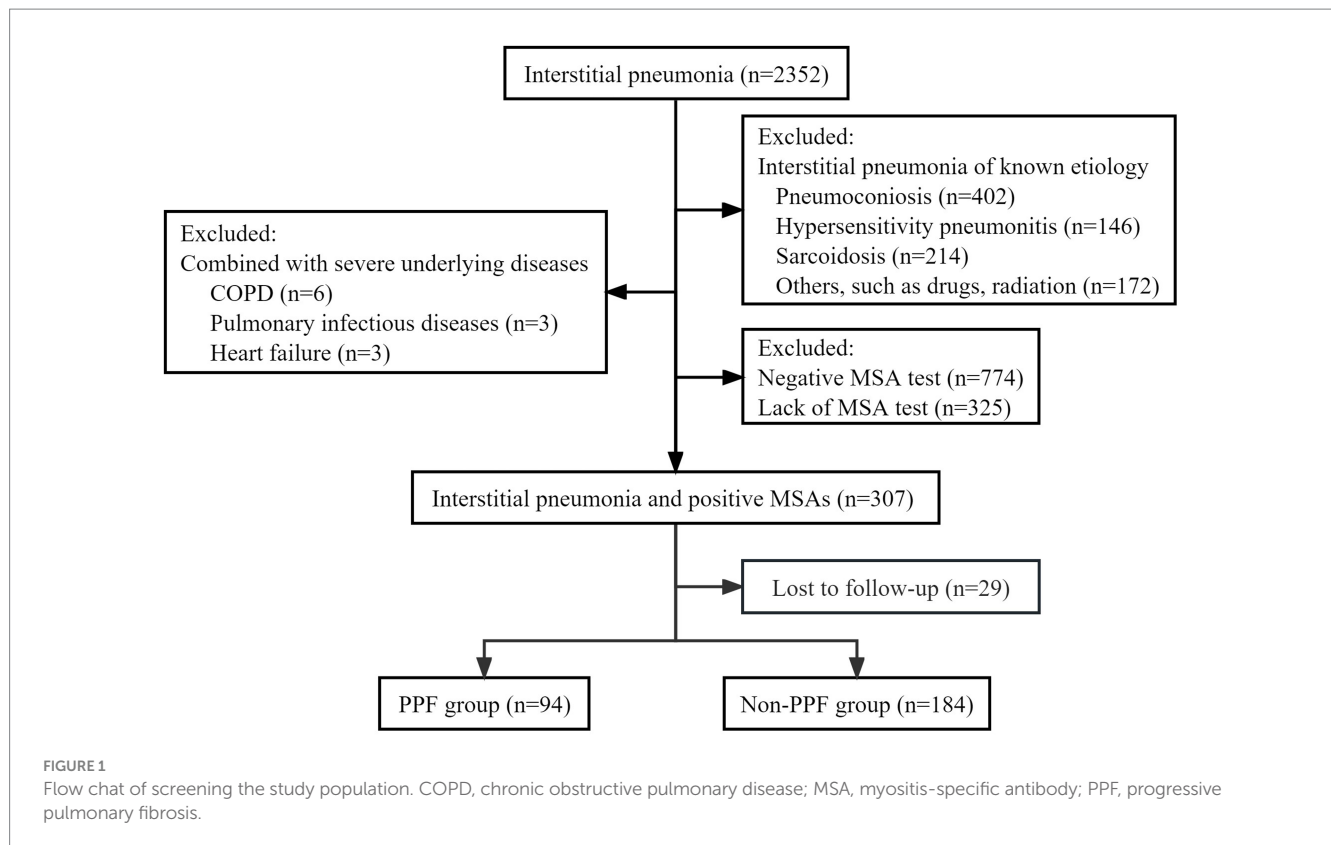 Interstitial pneumonia (n=2352)
Excluded:
Interstitial pneumonia of known etiology
Pneumoconiosis (n=402)
Hypersensitivity pneumonitis (n=146)
Sarcoidosis (n=214)
Others, such as drugs, radiation (n=172)
Excluded:
Combined with severe underlying diseases
COPD (n=6)
Pulmonary infectious diseases (n=3)
Heart failure (n=3)
Excluded:
Negative MSA test (n=774)
Lack of MSA test (n=325)
Interstitial pneumonia and positive MSAs (n=307)
Lost to follow-up (n=29)
PPF group (n=94)
Non-PPF group (n=184)
FIGURE 1
Flow chat of screening the study population. COPD, chronic obstructive pulmonary disease; MSA, myositis-specific antibody; PPF, progressive
pulmonary fibrosis.